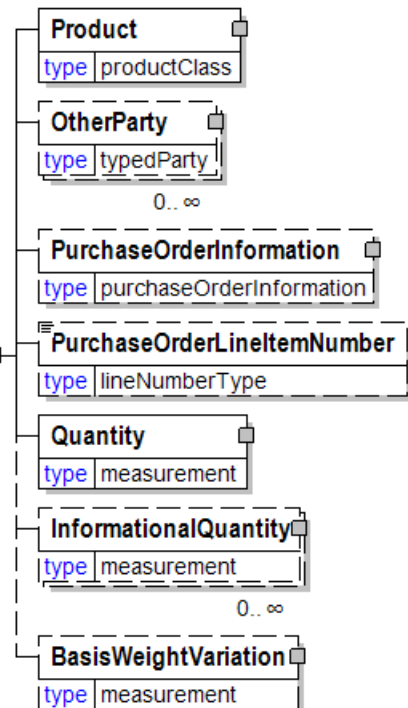 Product
type productClass
OtherParty
type typedParty
0.. ∞
PurchaseOrderInformation
type purchaseOrderInformation
PurchaseOrderLineItemNumber
type lineNumberType
Quantity
type measurement
InformationalQuantity
type measurement
0.. ∞
BasisWeightVariation
type measurement